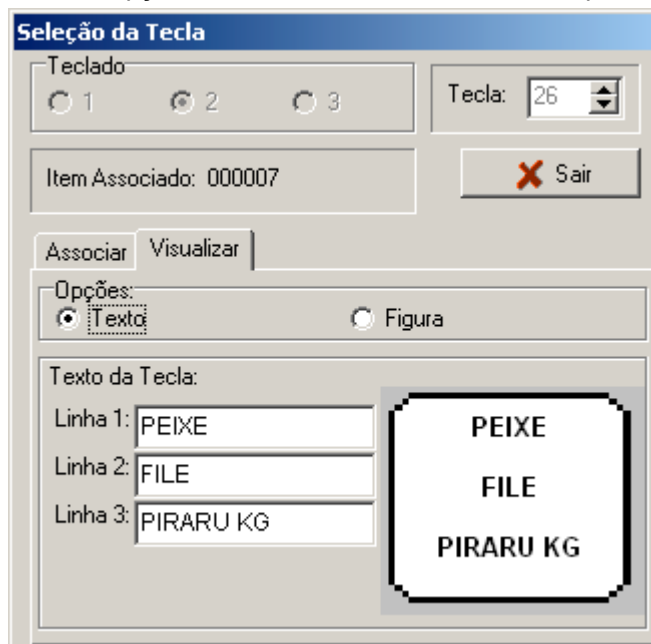 Seleção da Tecla
Teclado
1 2 3
Tecla: 26
Item Associado: 000007
Sair
Associar Visualizar
Opções:
Texto Figura
Texto da Tecla:
Linha 1: PEIXE
Linha 2: FILE
Linha 3: PIRARU KG
PEIXE
FILE
PIRARU KG